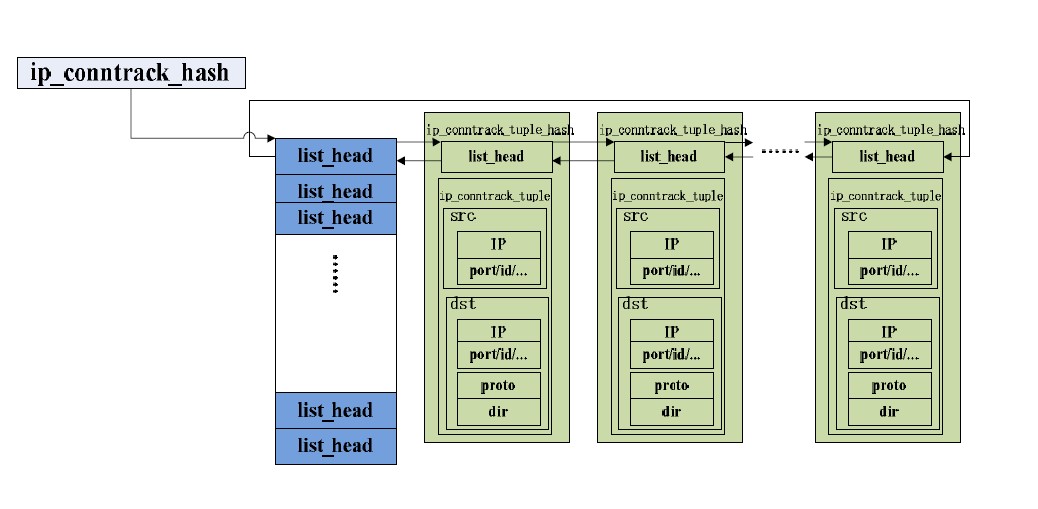 ip_conntrack_hash
list_head
list_head
list_head
list_head
list_head
ip_conntrack_tuple_hash
list_head
ip_conntrack_tuple
src
IP
port/id/...
dst
IP
port/id/...
proto
dir
ip_conntrack_tuple_hash
list_head
ip_conntrack_tuple
src
IP
port/id/...
dst
IP
port/id/...
proto
dir
......
ip_conntrack_tuple_hash
list_head
ip_conntrack_tuple
src
IP
port/id/...
dst
IP
port/id/...
proto
dir